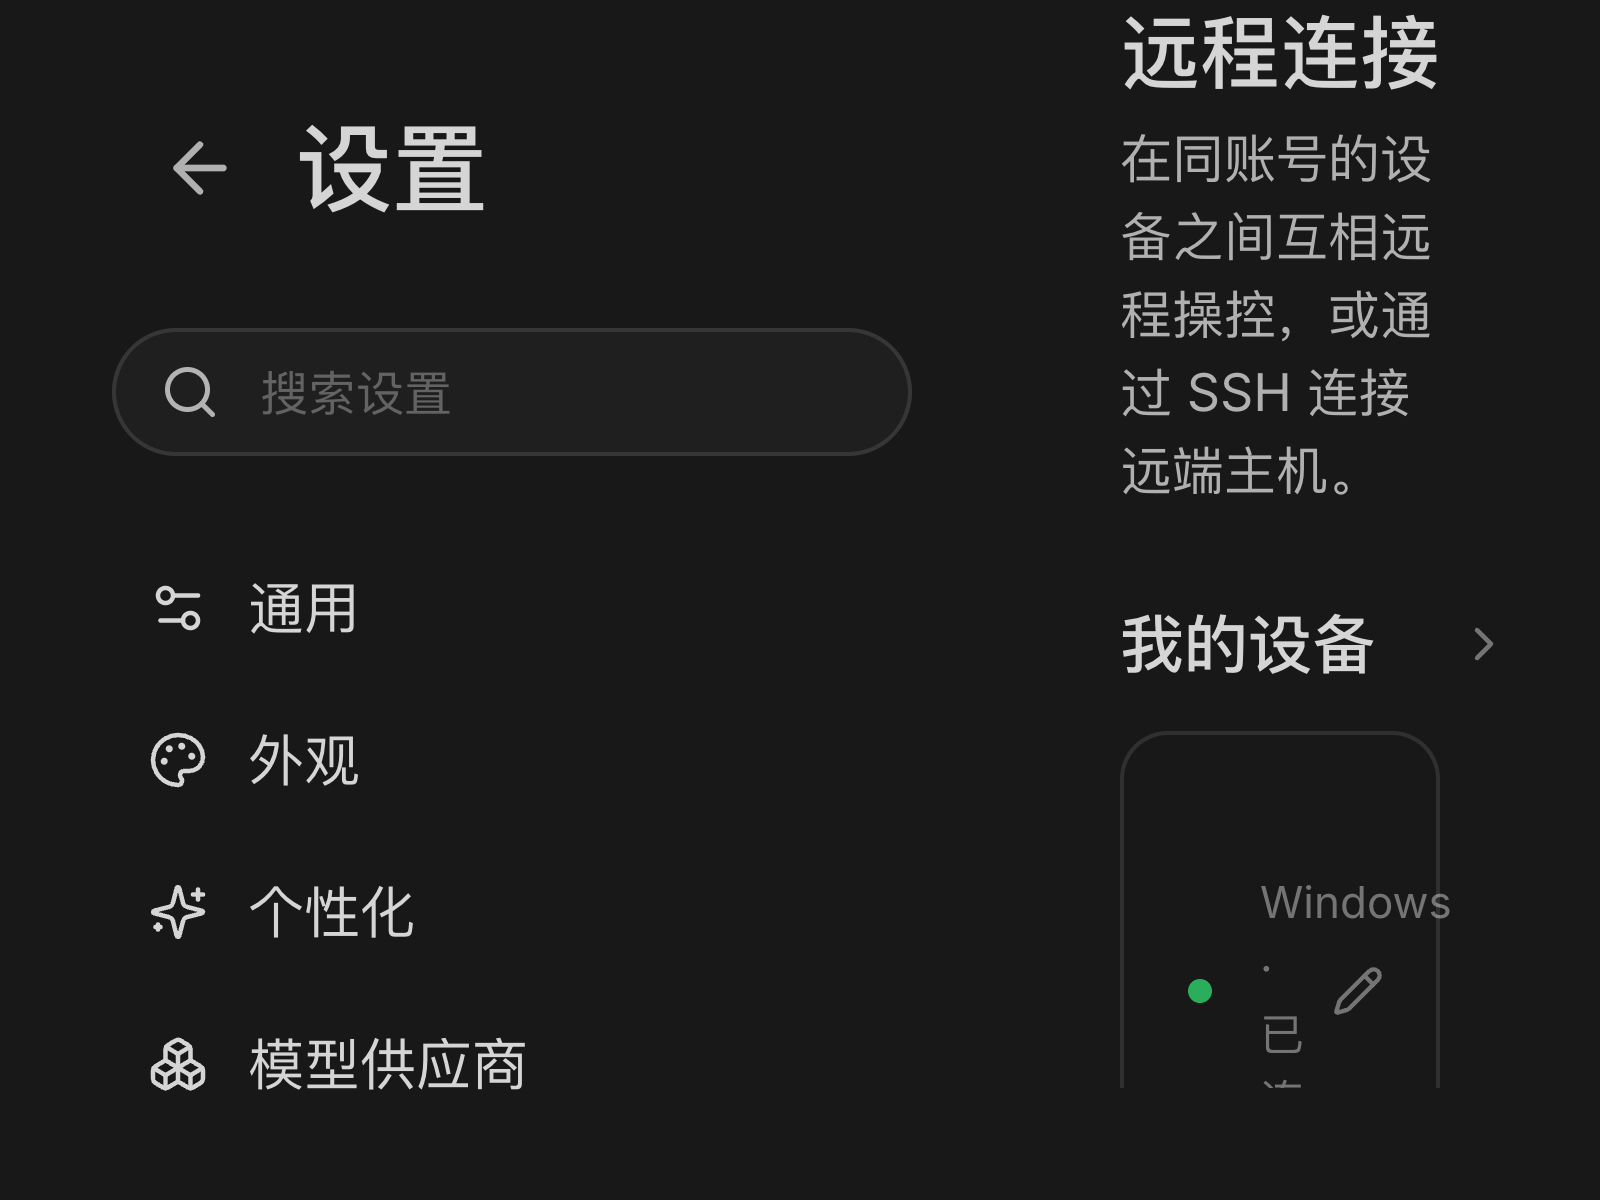 设置
搜索设置
通用
外观
个性化
模型供应商
远程连接
在同账号的设
备之间互相远
程操控，或通
过 SSH 连接
远端主机。
我的设备
Windows
·
已